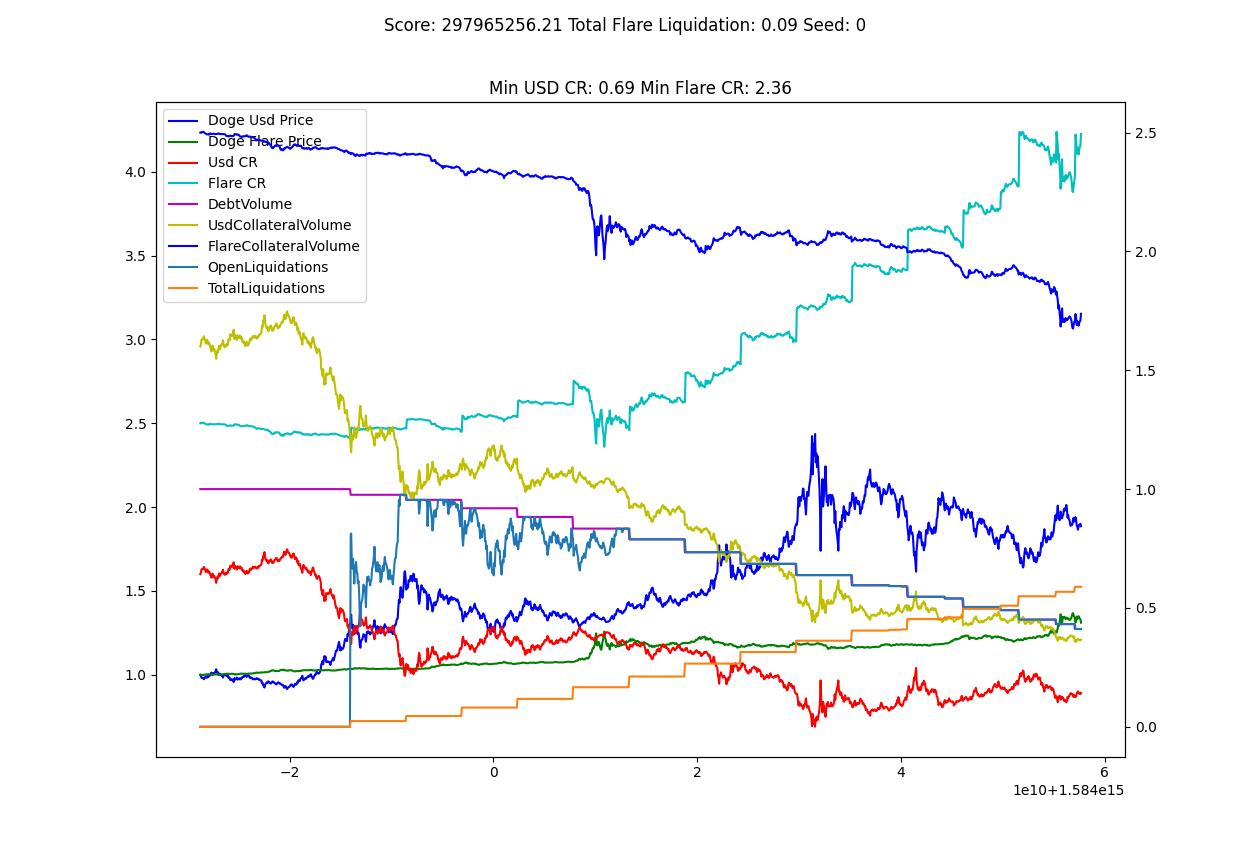 Score: 297965256.21 Total Flare Liquidation: 0.09 Seed: 0
Min USD CR: 0.69 Min Flare CR: 2.36
Doge Usd Price
Doge Flare Price
Usd CR
Flare CR
DebtVolume
UsdCollateralVolume
FlareCollateralVolume
OpenLiquidations
TotalLiquidations
4.0
3.5
3.0
2.5
2.0
1.5
1.0
2.5
2.0
1.5
1.0
0.5
0.0
−2
0
2
4
6
1e10+1.584e15